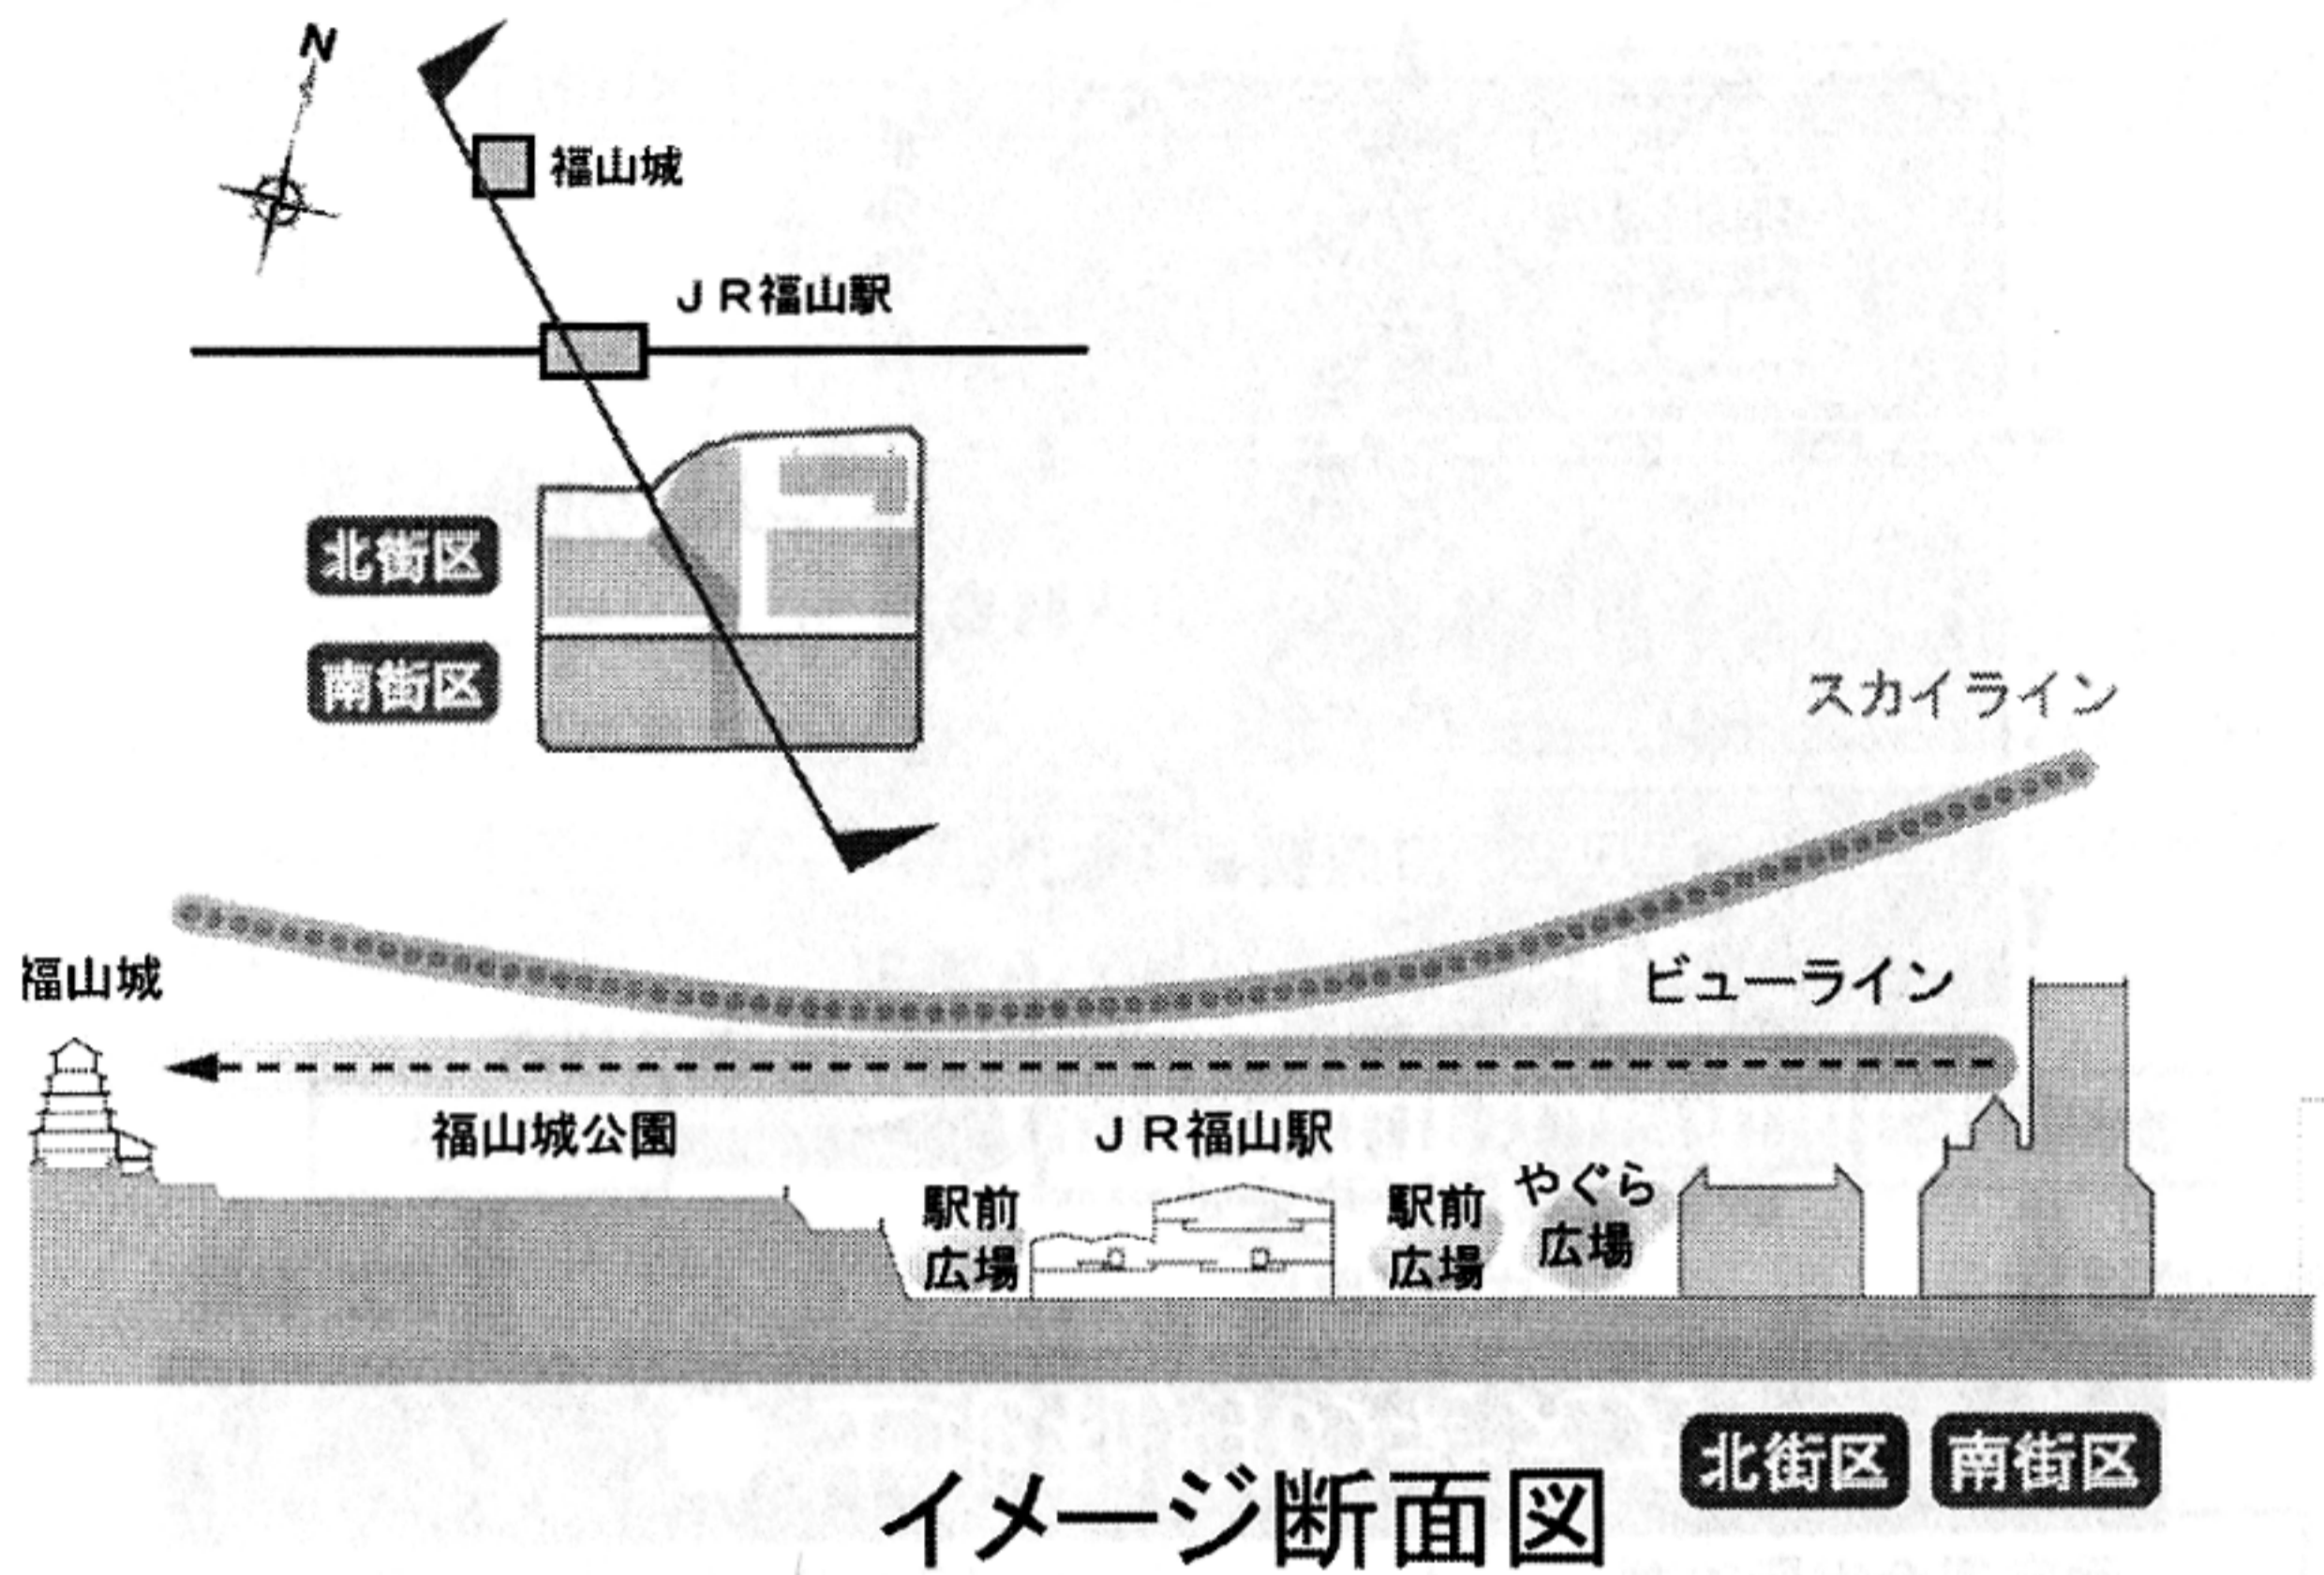 N
福山城
ＪＲ福山駅
北街区
南街区
スカイライン
福山城
ビューライン
福山城公園
ＪＲ福山駅
駅前
広場
駅前
広場
やぐら
広場
北街区
南街区
イメージ断面図